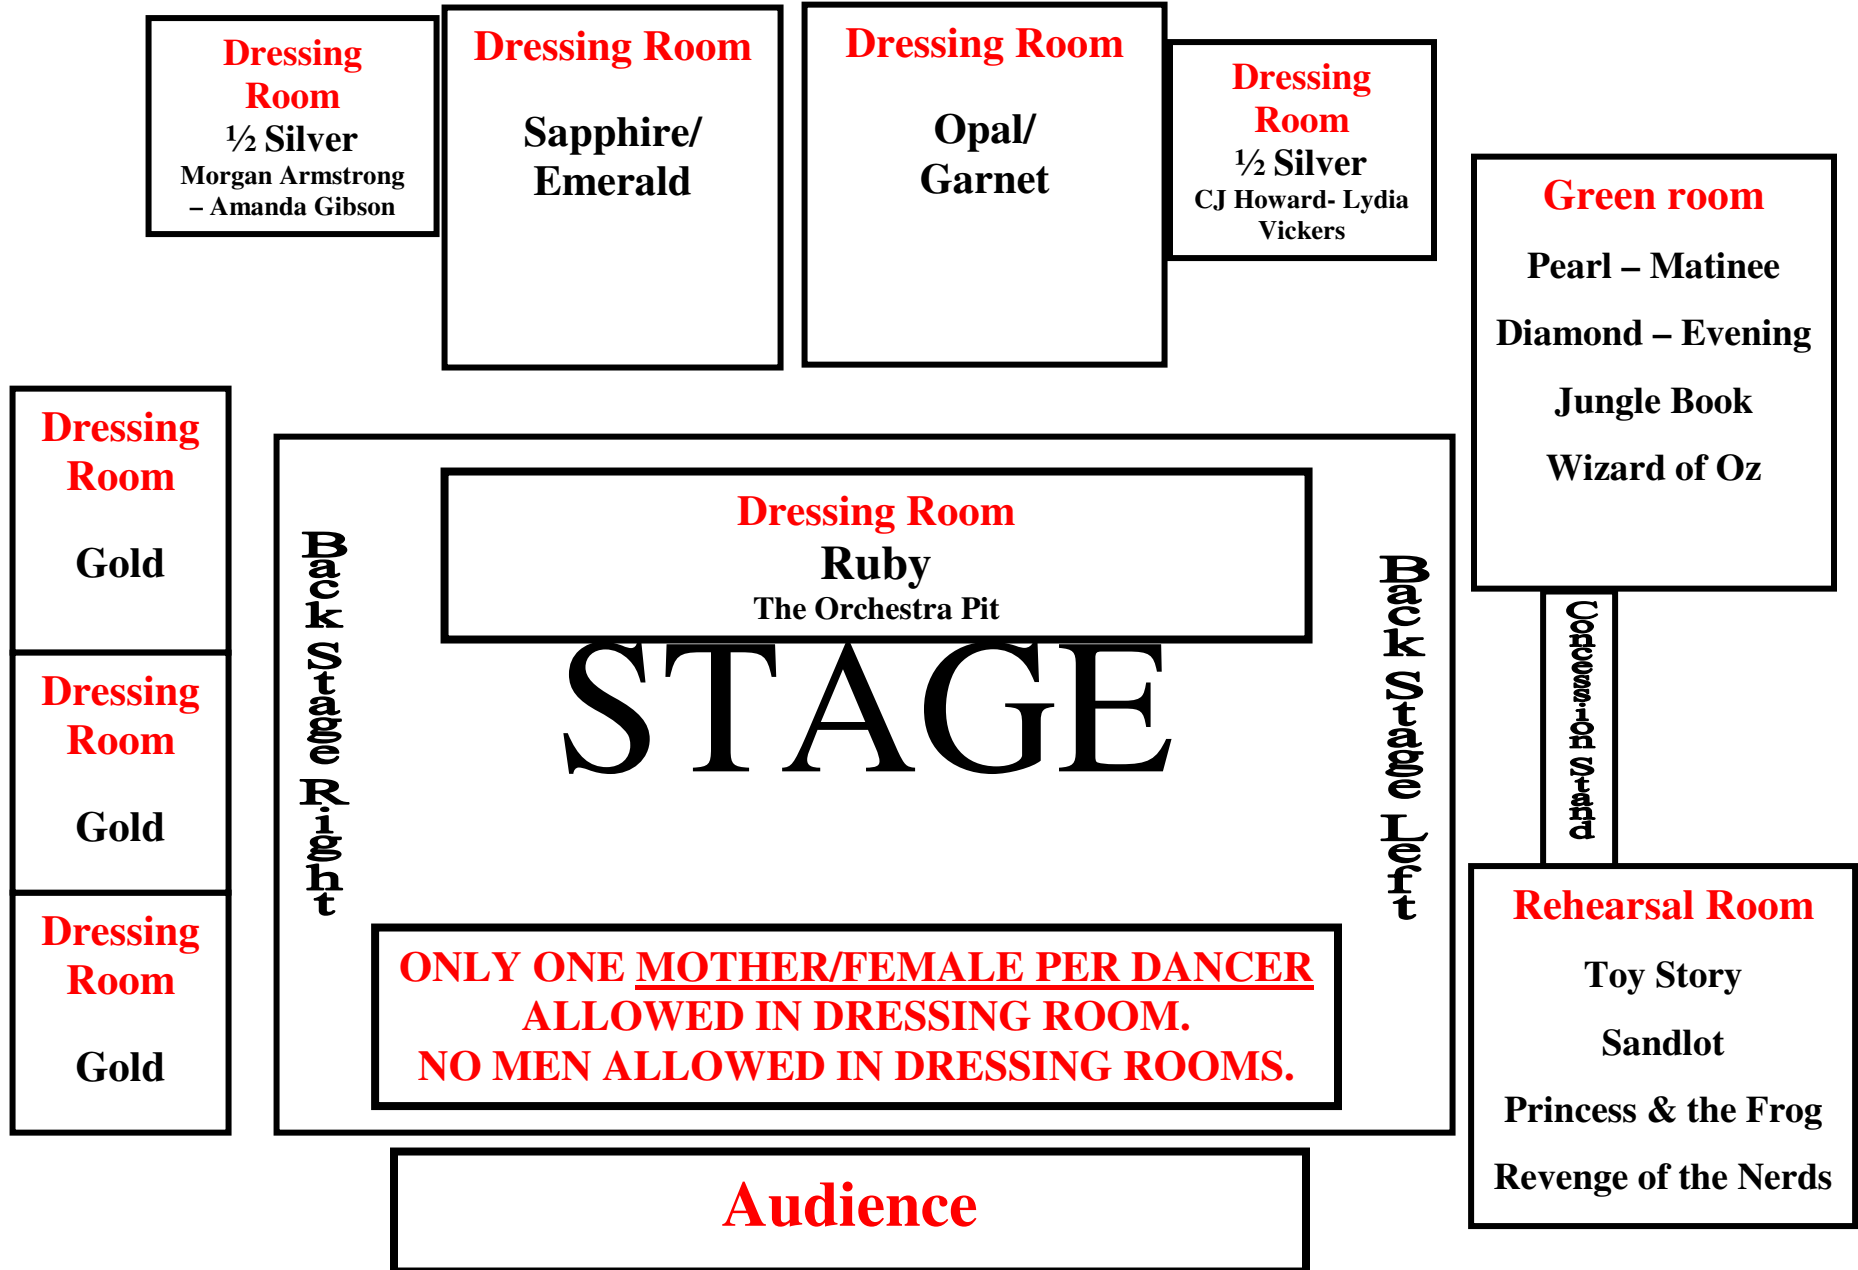 Dressing
Room
½ Silver
Morgan Armstrong
– Amanda Gibson
Dressing Room
Sapphire/
Emerald
Dressing Room
Opal/
Garnet
Dressing
Room
½ Silver
CJ Howard- Lydia
Vickers
Green room
Pearl – Matinee
Diamond – Evening
Jungle Book
Wizard of Oz
Dressing
Room
Gold
Dressing
Room
Gold
Dressing
Room
Gold
Back Stage Right
Dressing Room
Ruby
The Orchestra Pit
STAGE
Back Stage Left
ONLY ONE MOTHER/FEMALE PER DANCER
ALLOWED IN DRESSING ROOM.
NO MEN ALLOWED IN DRESSING ROOMS.
Concession Stand
Rehearsal Room
Toy Story
Sandlot
Princess & the Frog
Revenge of the Nerds
Audience